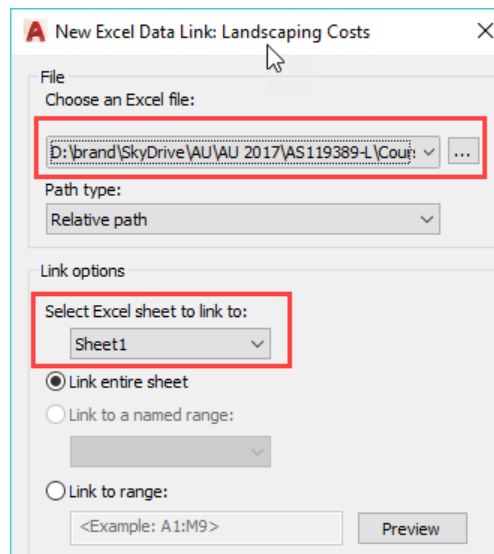 New Excel Data Link: Landscaping Costs
File
Choose an Excel file:
D:\brand\SkyDrive\AU\AU 2017\AS119389-L\Cour
...
Path type:
Relative path
Link options
Select Excel sheet to link to:
Sheet1
Link entire sheet
Link to a named range:
Link to range:
<Example: A1:M9>
Preview